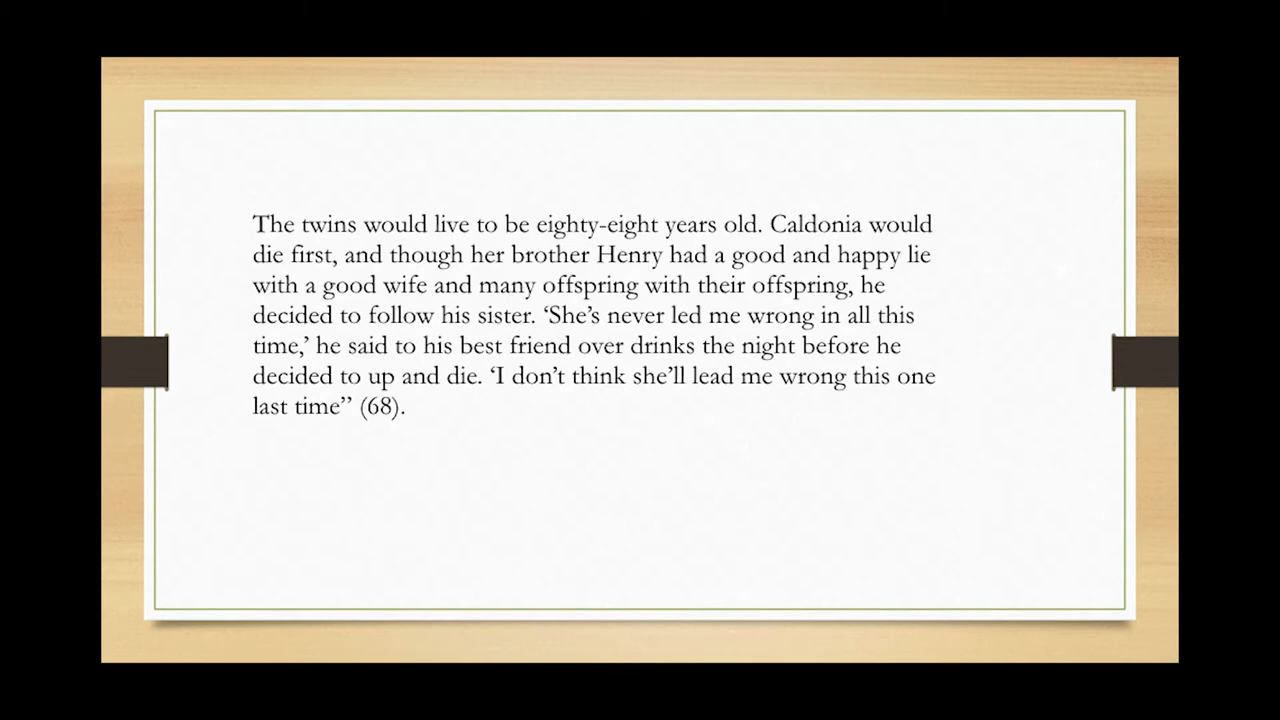 The twins would live to be eighty-eight years old. Caldonia would
die first, and though her brother Henry had a good and happy lie
with a good wife and many offspring with their offspring, he
decided to follow his sister. ‘She’s never led me wrong in all this
time,’ he said to his best friend over drinks the night before he
decided to up and die. ‘I don’t think she’ll lead me wrong this one
last time” (68).